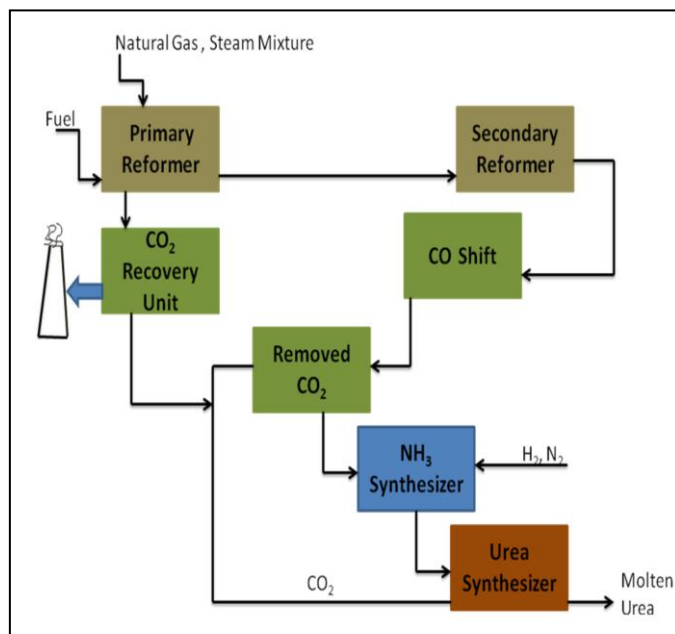 Natural Gas , Steam Mixture
Fuel
Primary
Reformer
Secondary
Reformer
CO₂
Recovery
Unit
CO Shift
Removed
CO₂
NH₃
Synthesizer
H₂, N₂
Urea
Synthesizer
CO₂
Molten
Urea